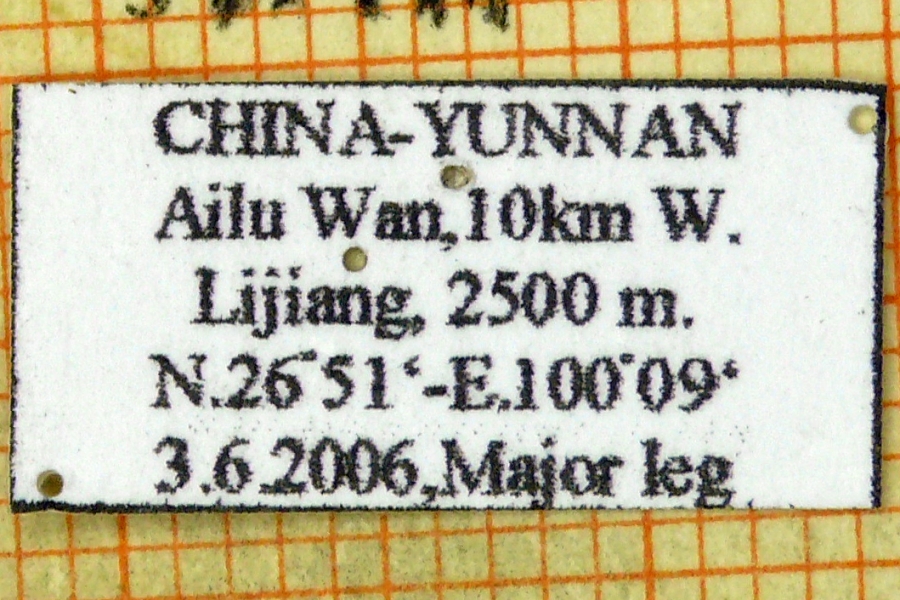 CHINA-YUNNAN
Ailu Wan,10km W.
Lijiang, 2500 m.
N.26°51‘-E.100°09‘
3.6.2006,Major leg